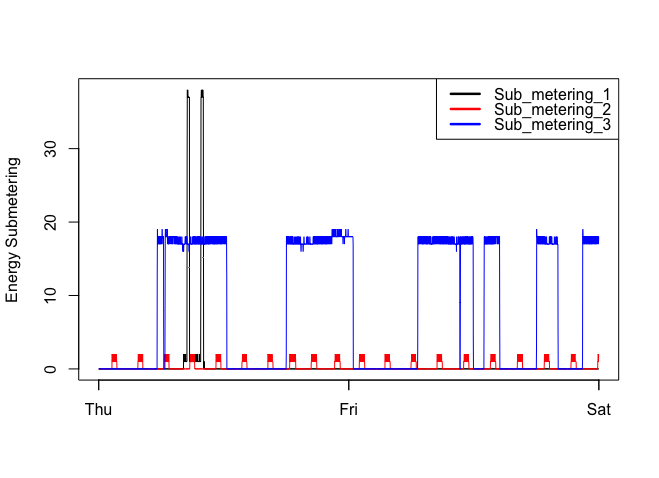 Sub_metering_1
Sub_metering_2
Sub_metering_3
Energy Submetering
30
20
10
0
Thu Fri Sat